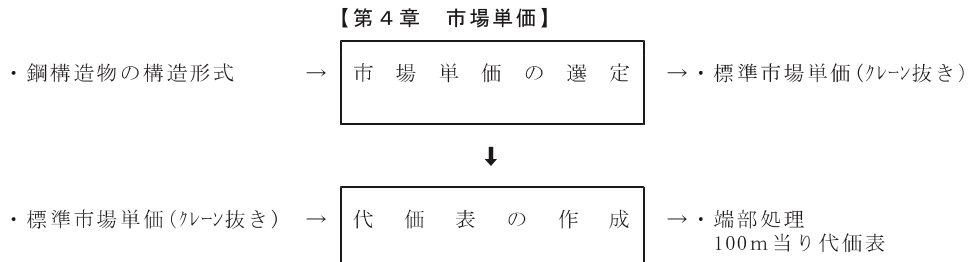 【第４章　市場単価】
・鋼構造物の構造形式　→　市場単価の選定　→・標準市場単価(ｸﾚｰﾝ抜き)
⬇
・標準市場単価(ｸﾚｰﾝ抜き)　→　代価表の作成　→・端部処理
100ｍ当り代価表